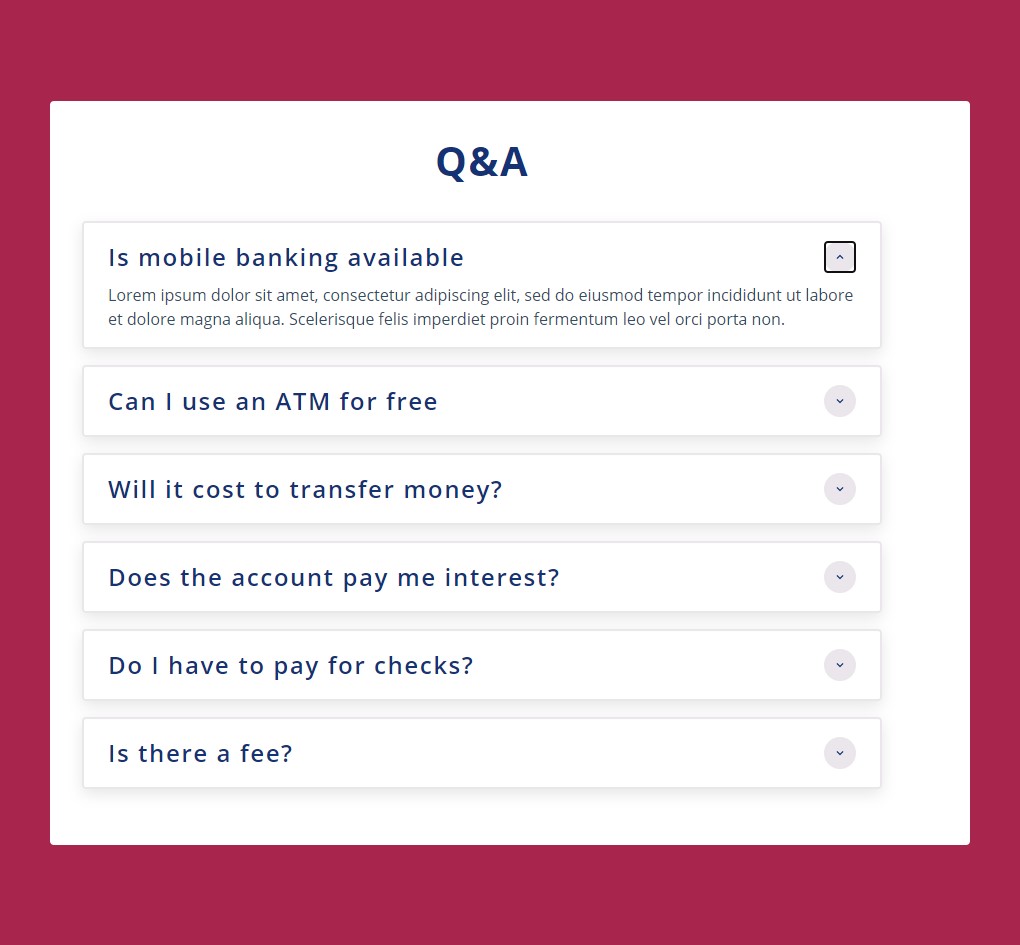 Q&A
Is mobile banking available
Lorem ipsum dolor sit amet, consectetur adipiscing elit, sed do eiusmod tempor incididunt ut labore
et dolore magna aliqua. Scelerisque felis imperdiet proin fermentum leo vel orci porta non.
Can I use an ATM for free
Will it cost to transfer money?
Does the account pay me interest?
Do I have to pay for checks?
Is there a fee?